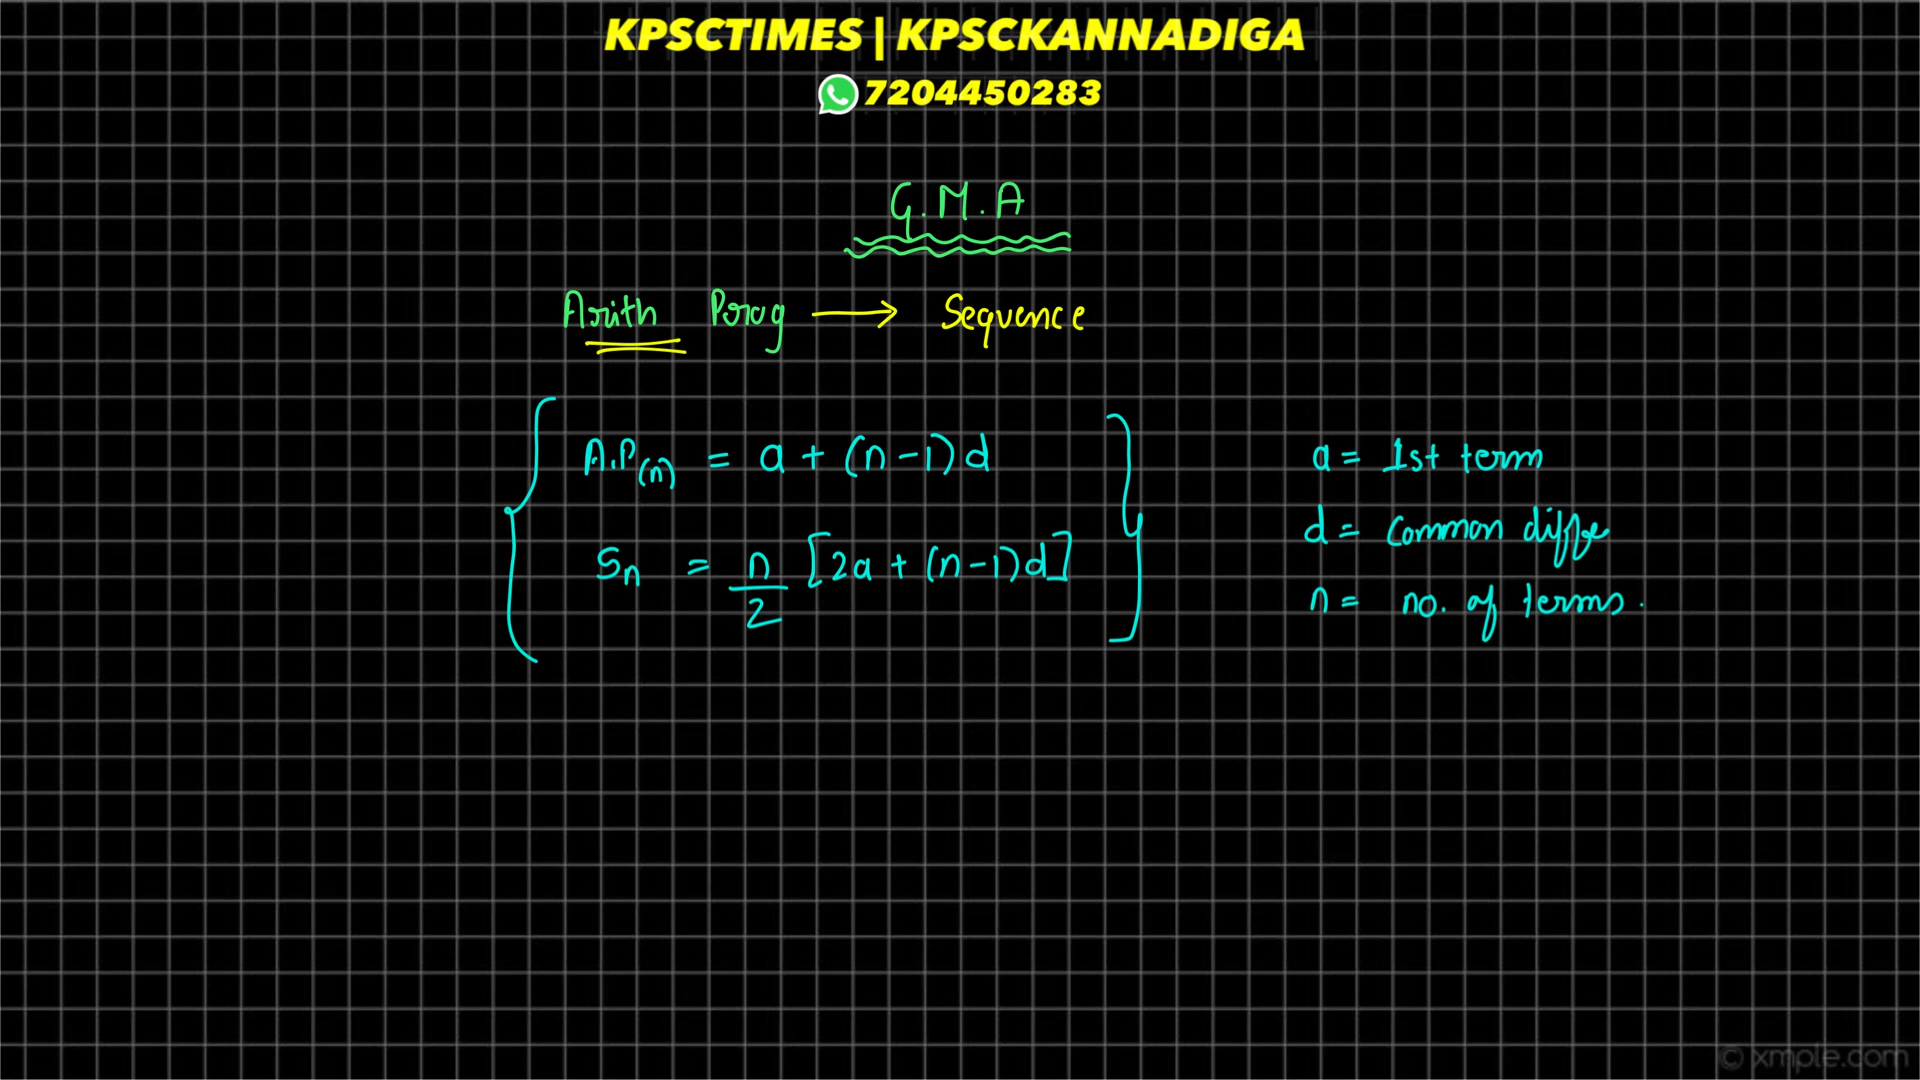 KPSCTIMES | KPSCKANNADIGA
7204450283
G.M.A
Arith Prog → Sequence
A.P(n) = a + (n-1)d
Sn = n/2 [2a + (n-1)d]
a = 1st term
d = Common diffe
n = no. of terms.
© xmple.com